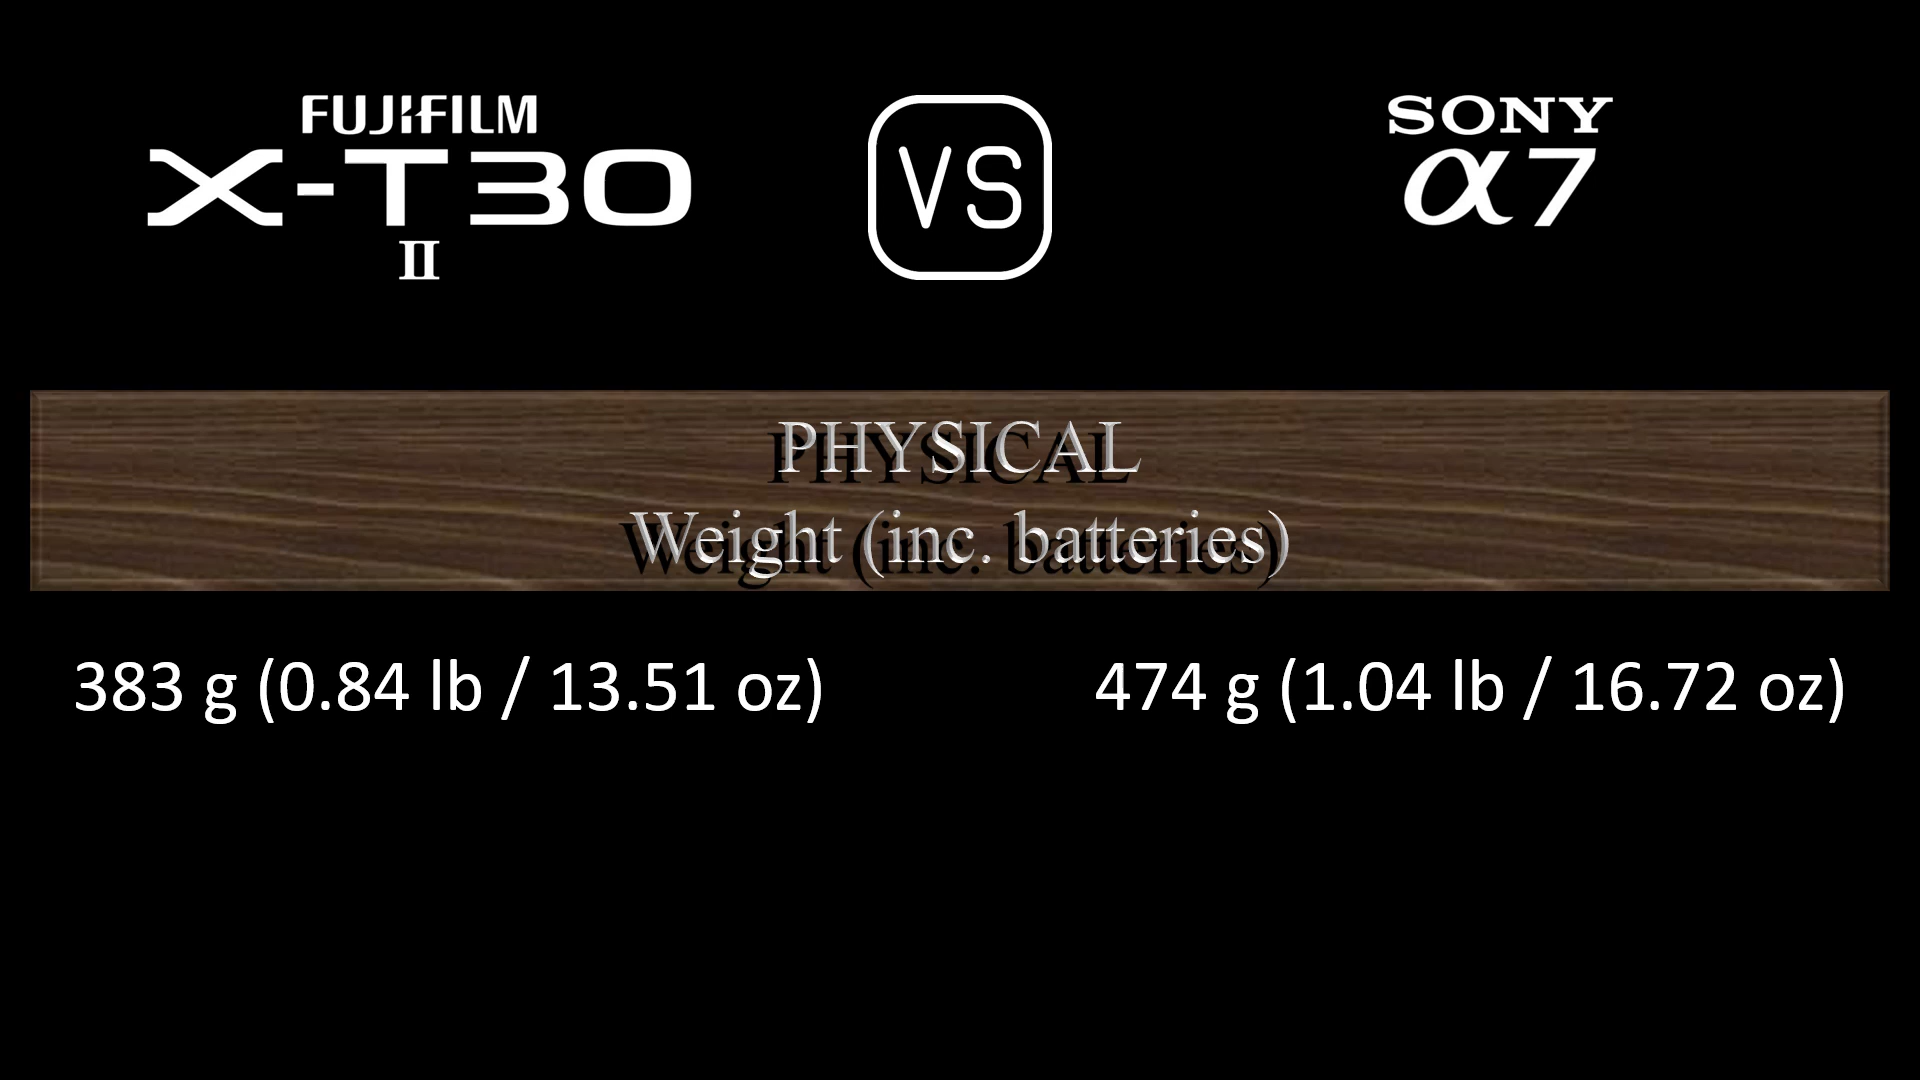 FUJIFILM
X-T30
II
VS
SONY
α7
PHYSICAL
Weight (inc. batteries)
383 g (0.84 lb / 13.51 oz)
474 g (1.04 lb / 16.72 oz)